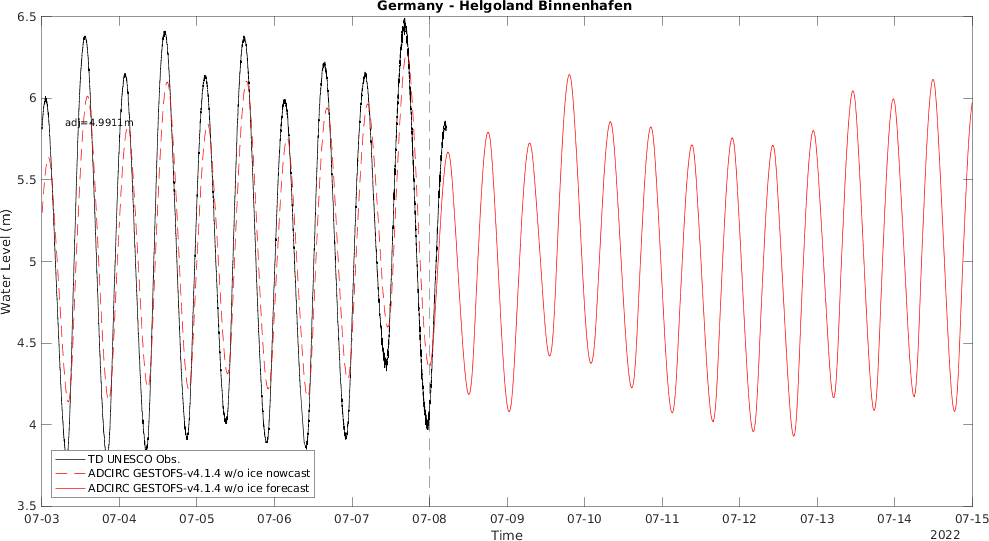 Germany - Helgoland Binnenhafen
6.5
6
5.5
5
4.5
4
3.5
Water Level (m)
adj=4.9911m
TD UNESCO Obs.
ADCIRC GESTOFS-v4.1.4 w/o ice nowcast
ADCIRC GESTOFS-v4.1.4 w/o ice forecast
07-03 07-04 07-05 07-06 07-07 07-08 07-09 07-10 07-11 07-12 07-13 07-14 07-15
Time
2022